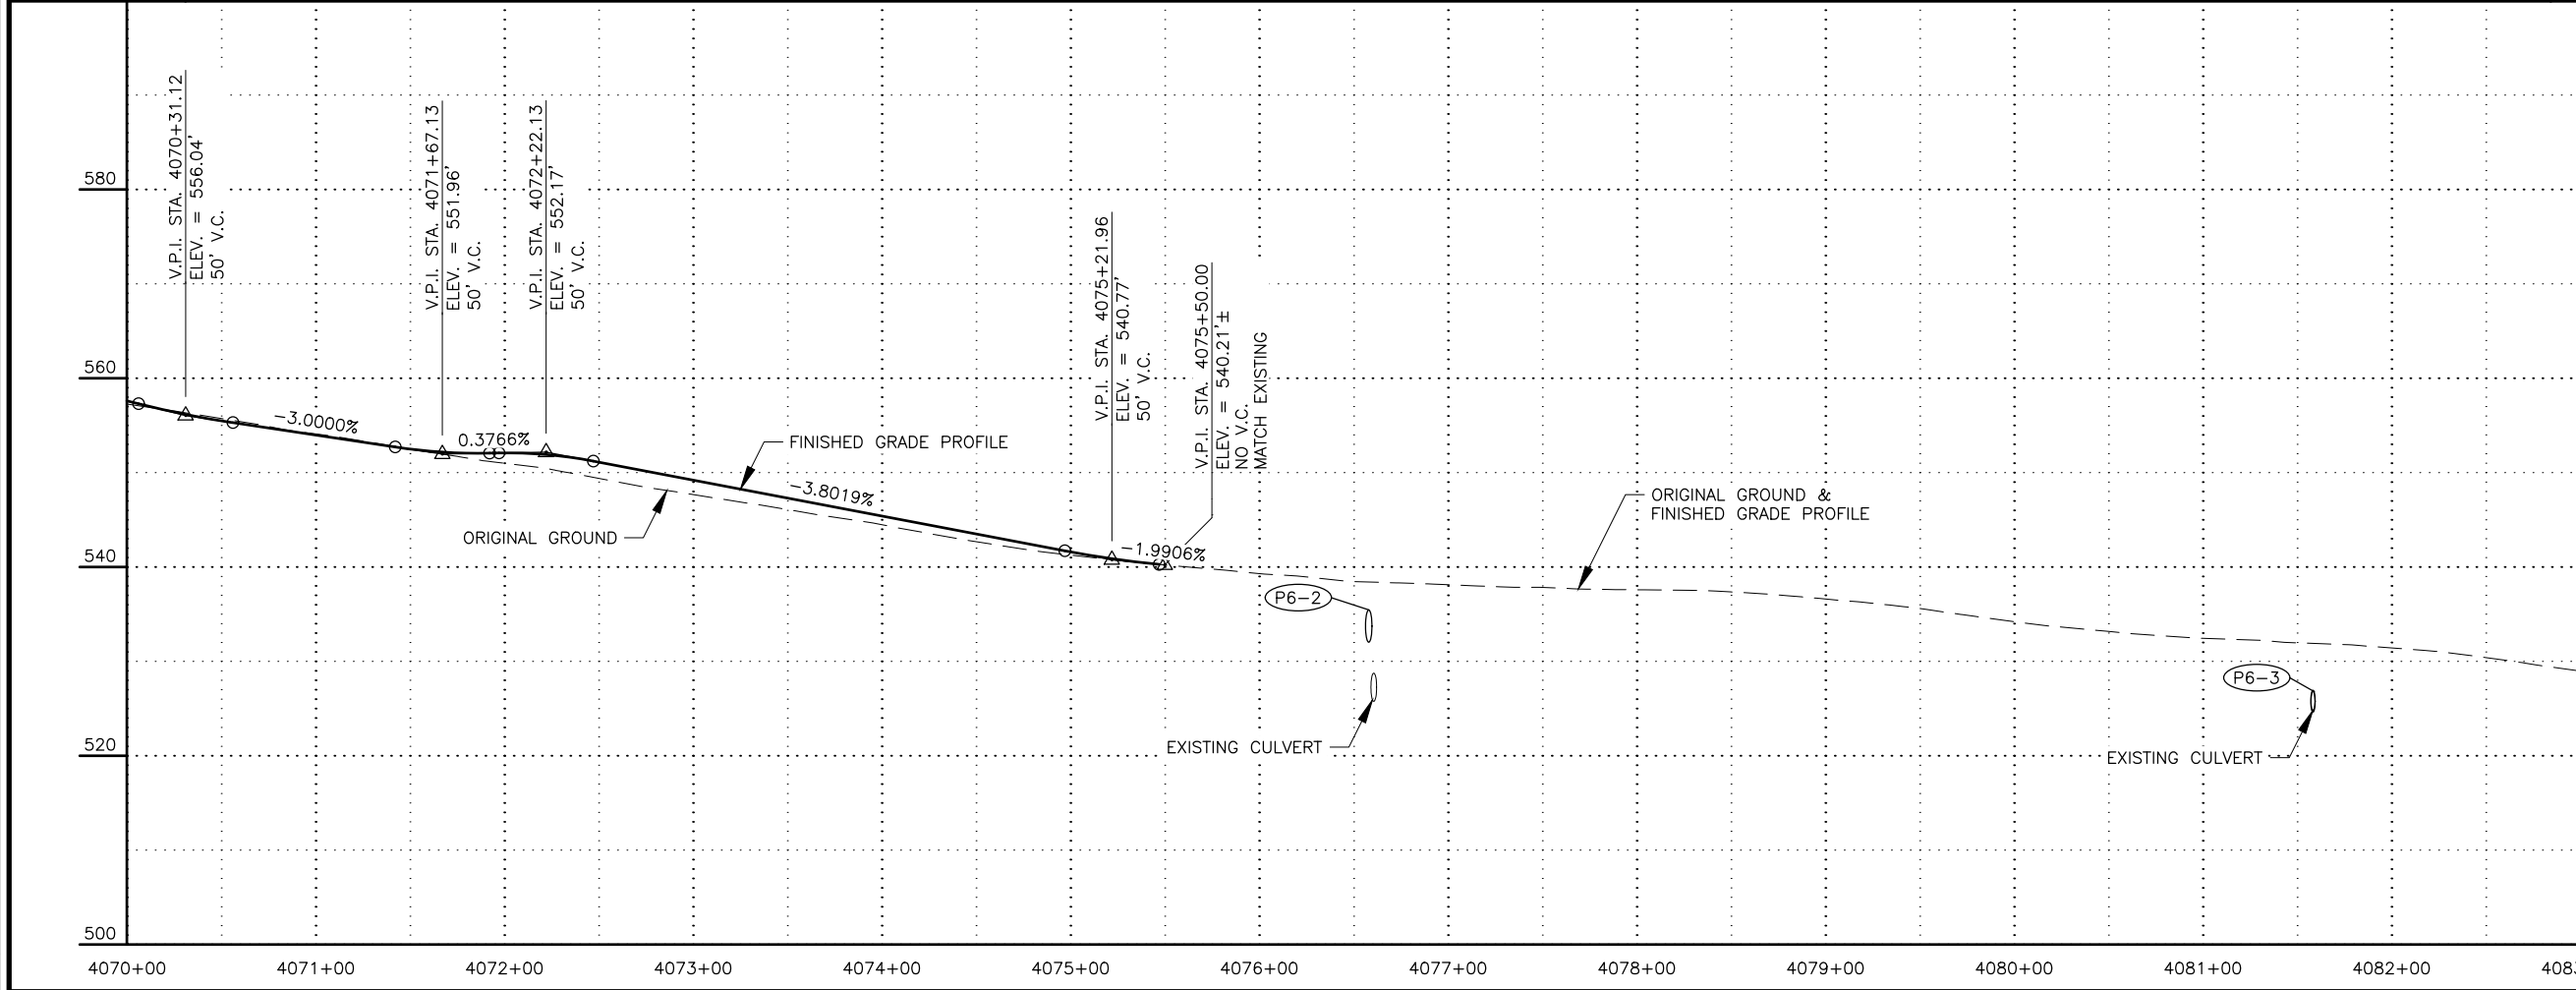 V.P.I. STA. 4070+31.12
ELEV. = 556.04'
50' V.C.
V.P.I. STA. 4071+67.13
ELEV. = 551.96'
50' V.C.
V.P.I. STA. 4072+22.13
ELEV. = 552.17'
50' V.C.
V.P.I. STA. 4075+21.96
ELEV. = 540.77'
50' V.C.
V.P.I. STA. 4075+50.00
ELEV. = 540.21'±
NO V.C.
MATCH EXISTING
580
560
540
520
500
-3.0000%
0.3766%
FINISHED GRADE PROFILE
-3.8019%
ORIGINAL GROUND
-1.9906%
ORIGINAL GROUND &
FINISHED GRADE PROFILE
P6-2
EXISTING CULVERT
P6-3
EXISTING CULVERT
4070+00
4071+00
4072+00
4073+00
4074+00
4075+00
4076+00
4077+00
4078+00
4079+00
4080+00
4081+00
4082+00